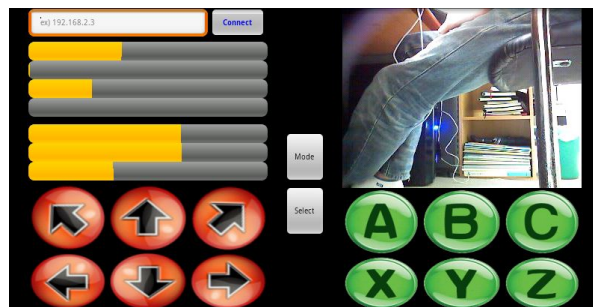 ex) 192.168.2.3
Connect
Mode
Select
A B C
X Y Z